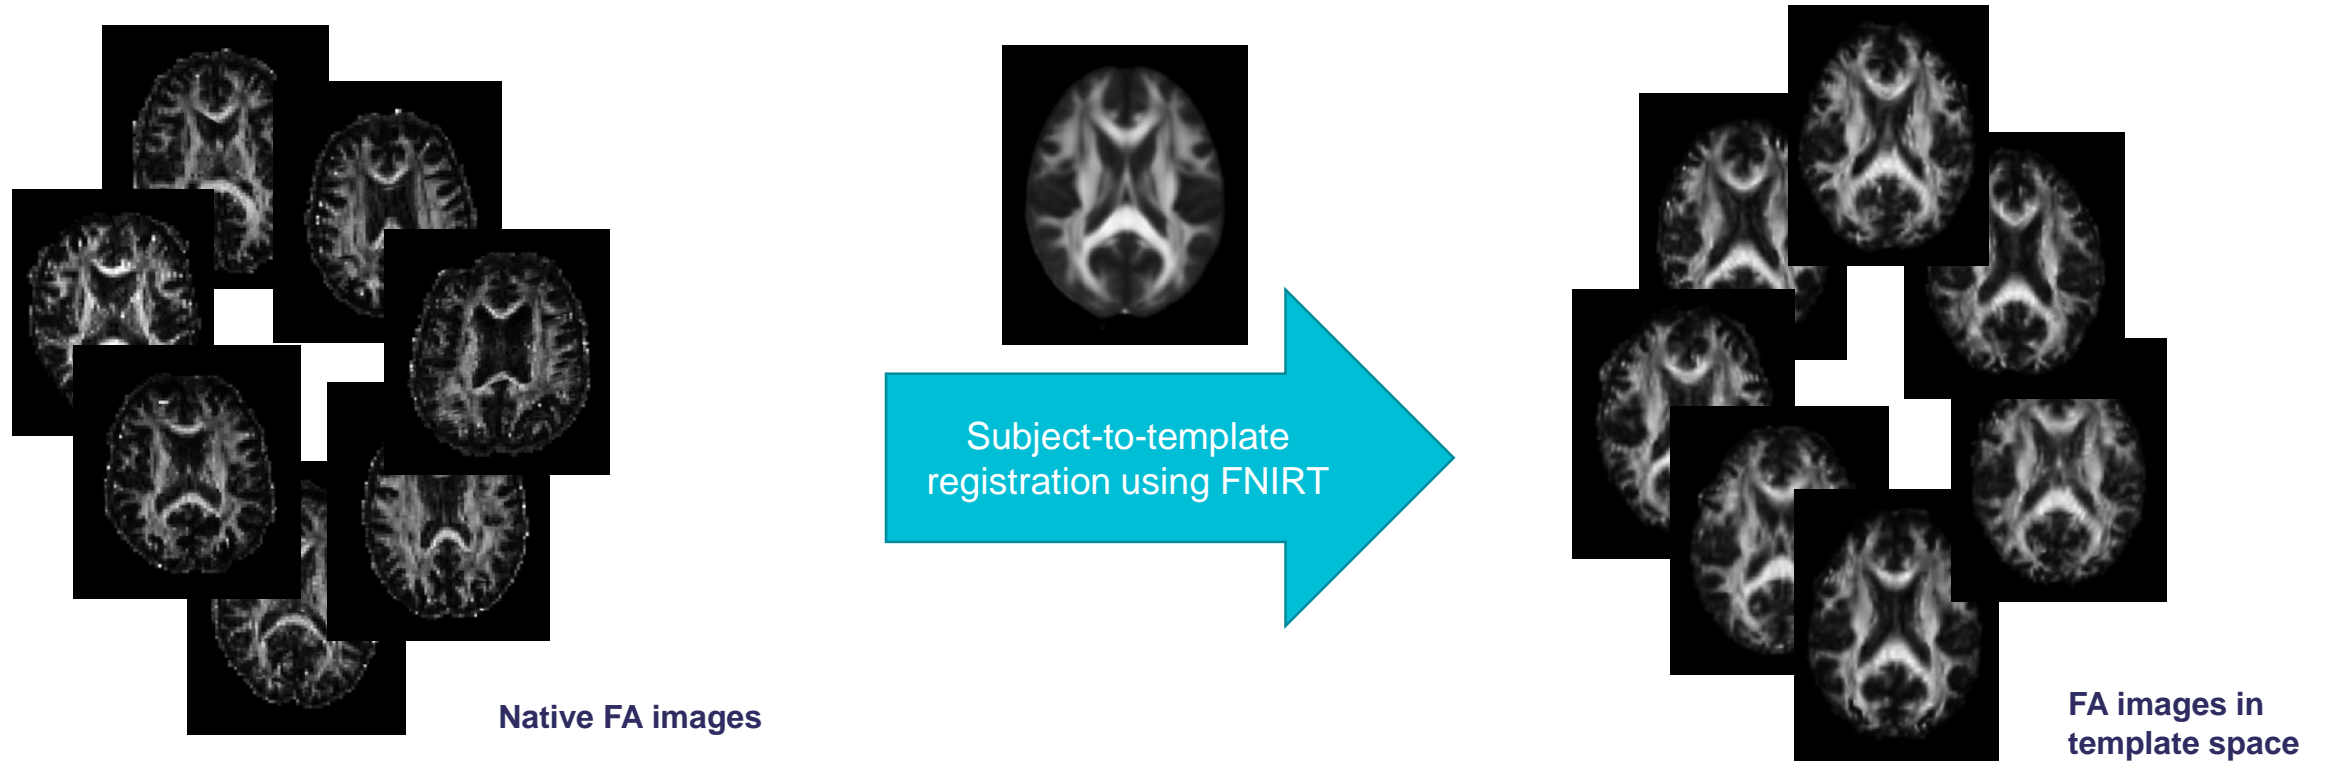 Subject-to-template
registration using FNIRT
Native FA images
FA images in
template space